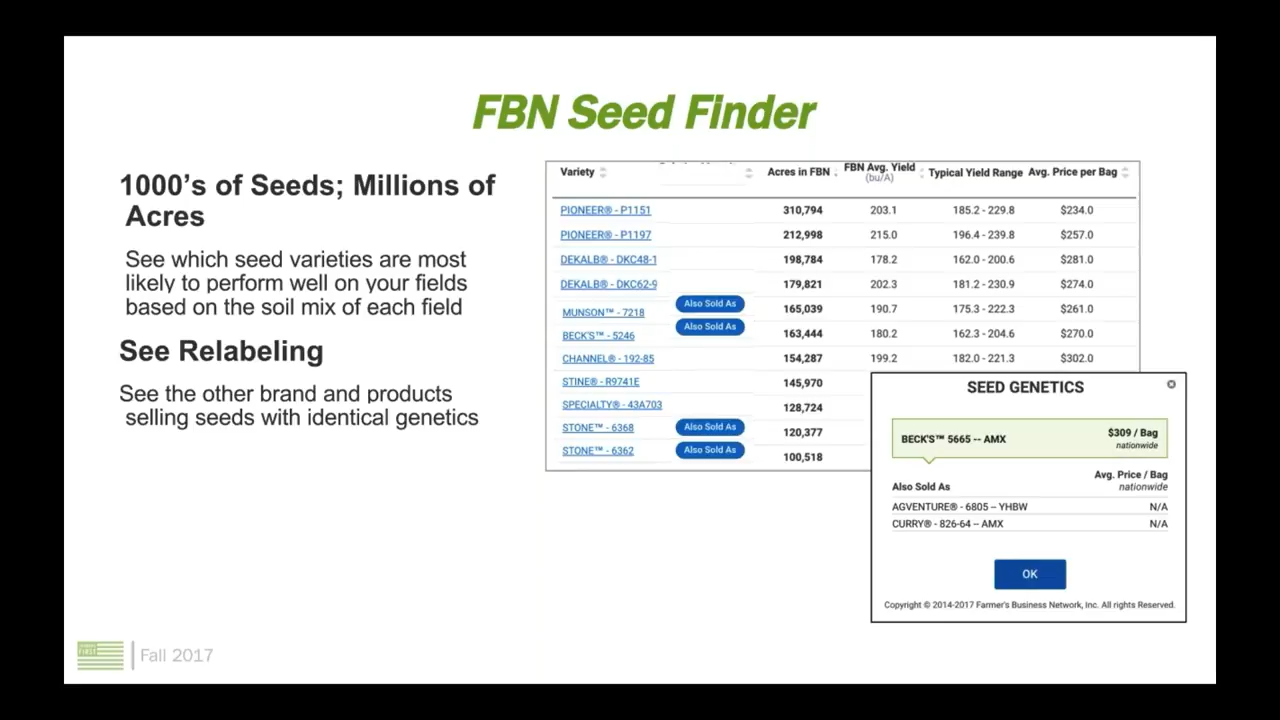 FBN Seed Finder
1000's of Seeds; Millions of
Acres
See which seed varieties are most
likely to perform well on your fields
based on the soil mix of each field
See Relabeling
See the other brand and products
selling seeds with identical genetics
Variety Acres in FBN FBN Avg. Yield (bu/A) Typical Yield Range Avg. Price per Bag
PIONEER® - P1151 310,794 203.1 185.2 - 229.8 $234.0
PIONEER® - P1197 212,998 215.0 196.4 - 239.8 $257.0
DEKALB® - DKC48-1 198,784 178.2 162.0 - 200.6 $281.0
DEKALB® - DKC62-9 179,821 202.3 181.2 - 230.9 $274.0
MUNSON™ - 7218 Also Sold As 165,039 190.7 175.3 - 222.3 $261.0
BECK'S™ - 5246 Also Sold As 163,444 180.2 162.3 - 204.6 $270.0
CHANNEL® - 192-85 154,287 199.2 182.0 - 221.3 $302.0
STINE® - R9741E 145,970
SPECIALTY® - 43A703 128,724
STONE™ - 6368 Also Sold As 120,377
STONE™ - 6362 Also Sold As 100,518
SEED GENETICS
BECK'S™ 5665 -- AMX $309 / Bag
nationwide
Avg. Price / Bag
Also Sold As nationwide
AGVENTURE® - 6805 -- YHBW N/A
CURRY® - 826-64 -- AMX N/A
OK
Copyright © 2014-2017 Farmer's Business Network, Inc. All rights Reserved.
Fall 2017